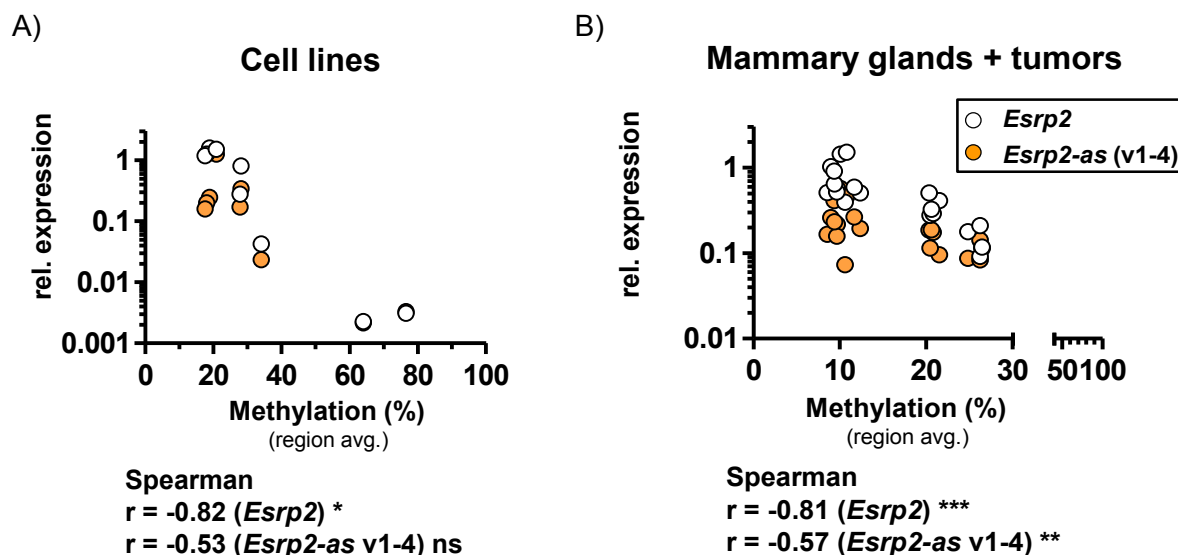 A)
Cell lines
rel. expression
1
0.1
0.01
0.001
0 20 40 60 80 100
Methylation (%)
(region avg.)
Spearman
r = -0.82 (Esrp2) *
r = -0.53 (Esrp2-as v1-4) ns
B)
Mammary glands + tumors
Esrp2
Esrp2-as (v1-4)
rel. expression
1
0.1
0.01
0 10 20 30 50 100
Methylation (%)
(region avg.)
Spearman
r = -0.81 (Esrp2) ***
r = -0.57 (Esrp2-as v1-4) **